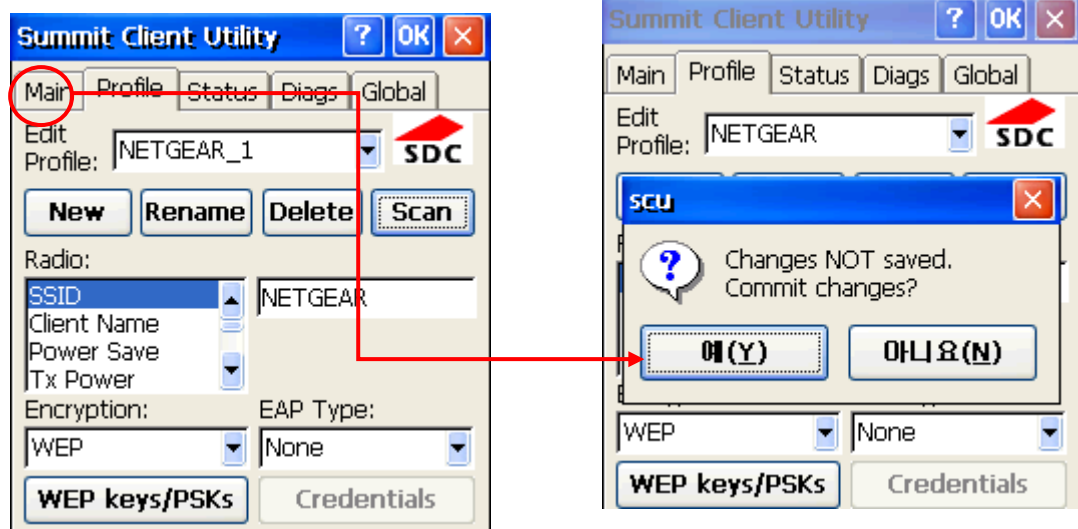 Summit Client Utility ? OK
Main Profile Status Diags Global
Edit
Profile: NETGEAR_1
SDC
New Rename Delete Scan
Radio:
SSID
Client Name
Power Save
Tx Power
NETGEAR
Encryption: EAP Type:
WEP None
WEP keys/PSKs Credentials
Summit Client Utility ? OK
Main Profile Status Diags Global
Edit
Profile: NETGEAR
SDC
scu
Changes NOT saved.
Commit changes?
예(Y) 아니요(N)
WEP None
WEP keys/PSKs Credentials